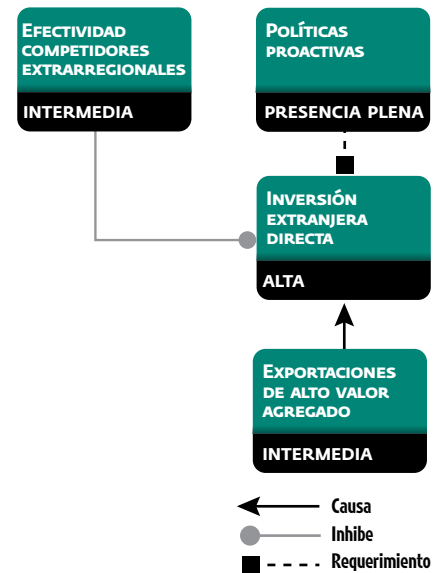 Efectividad
competidores
extrarregionales
INTERMEDIA
Políticas
proactivas
PRESENCIA PLENA
Inversión
extranjera
directa
ALTA
Exportaciones
de alto valor
agregado
INTERMEDIA
Causa
Inhibe
Requerimiento